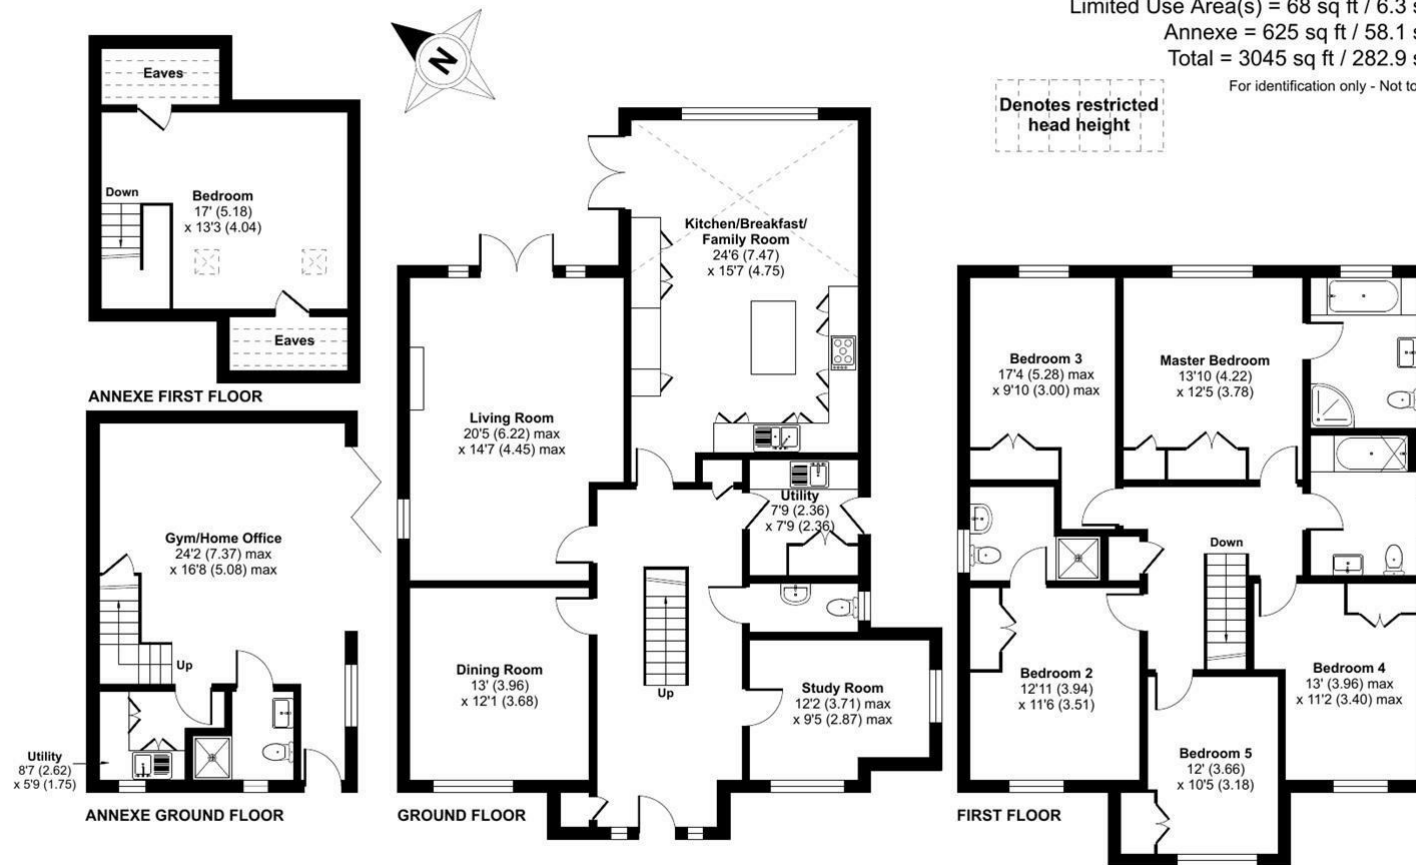 Limited Use Area(s) = 68 sq ft / 6.3 s
Annexe = 625 sq ft / 58.1 s
Total = 3045 sq ft / 282.9 s
For identification only - Not to
Denotes restricted
head height
N
Eaves
Down
Bedroom
17' (5.18)
x 13'3 (4.04)
Eaves
ANNEXE FIRST FLOOR
Gym/Home Office
24'2 (7.37) max
x 16'8 (5.08) max
Up
Utility
8'7 (2.62)
x 5'9 (1.75)
ANNEXE GROUND FLOOR
Kitchen/Breakfast/
Family Room
24'6 (7.47)
x 15'7 (4.75)
Living Room
20'5 (6.22) max
x 14'7 (4.45) max
Utility
7'9 (2.36)
x 7'9 (2.36)
Dining Room
13' (3.96)
x 12'1 (3.68)
Up
Study Room
12'2 (3.71) max
x 9'5 (2.87) max
GROUND FLOOR
Bedroom 3
17'4 (5.28) max
x 9'10 (3.00) max
Master Bedroom
13'10 (4.22)
x 12'5 (3.78)
Down
Bedroom 2
12'11 (3.94)
x 11'6 (3.51)
Bedroom 4
13' (3.96) max
x 11'2 (3.40) max
Bedroom 5
12' (3.66)
x 10'5 (3.18)
FIRST FLOOR